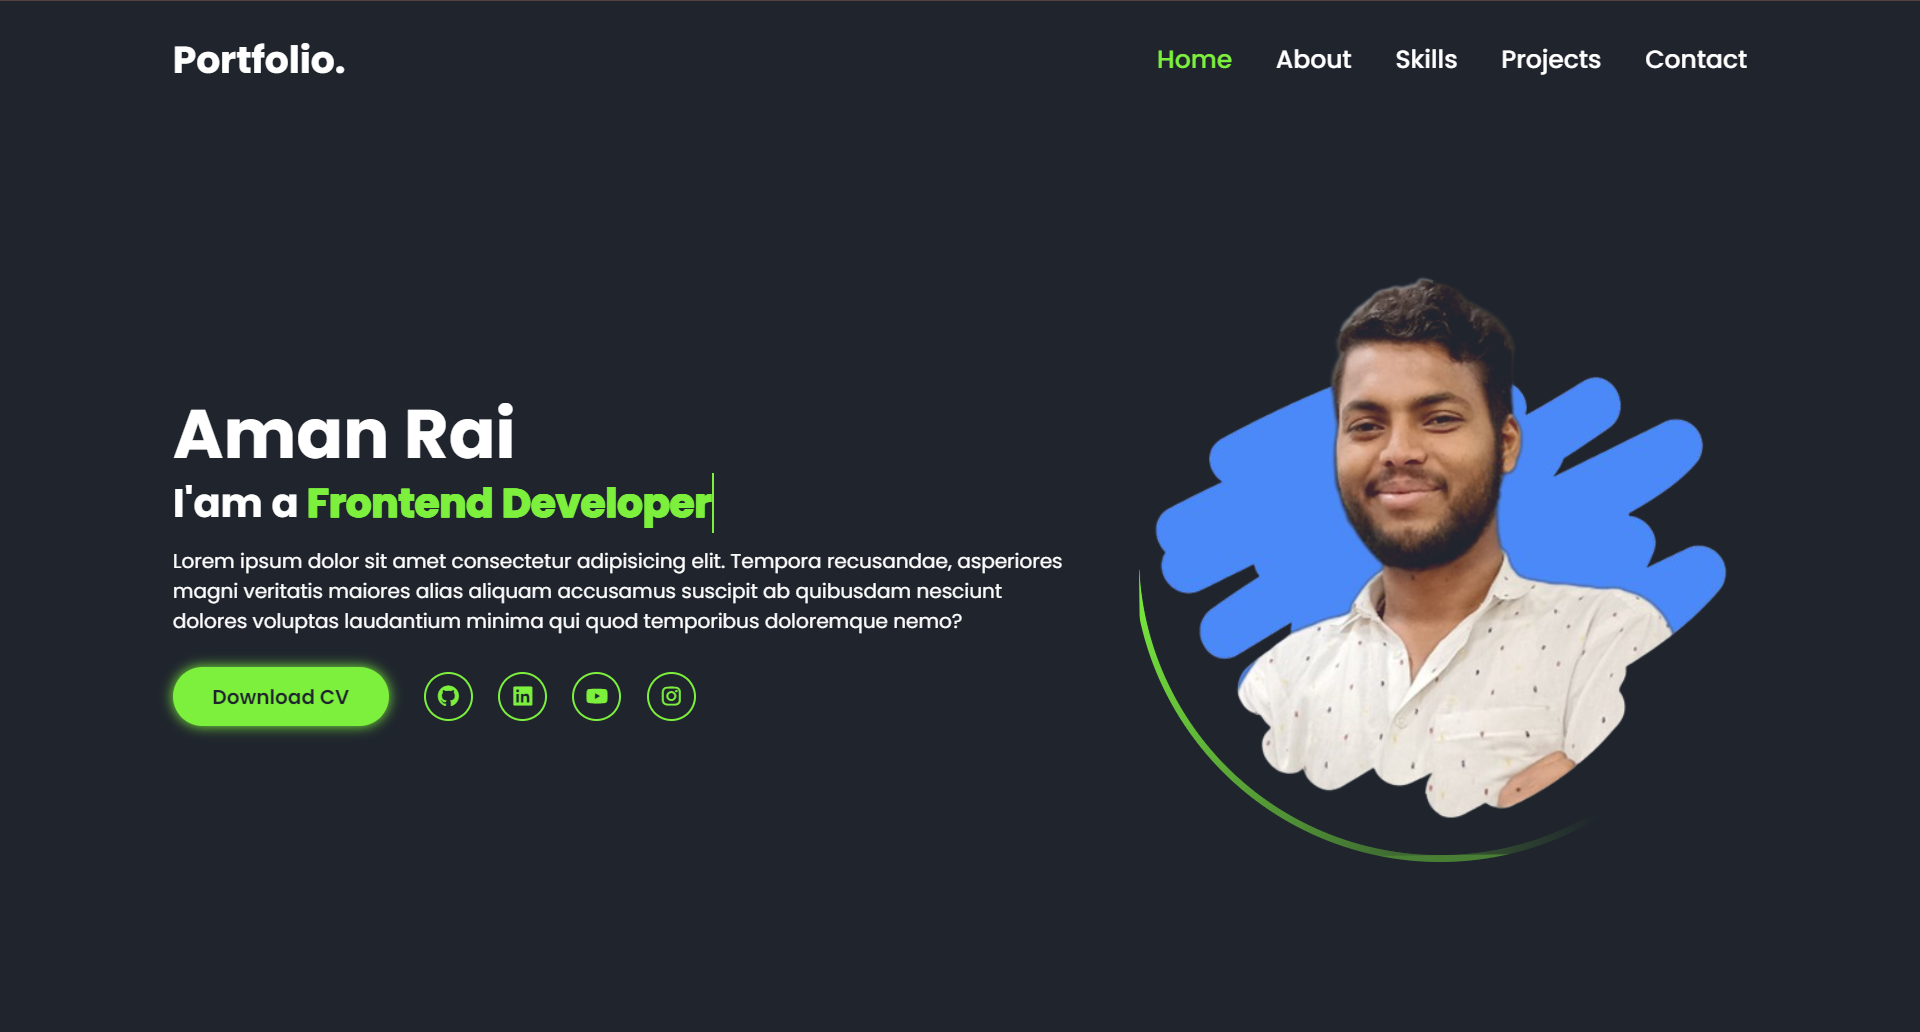 Portfolio.
Home About Skills Projects Contact
Aman Rai
I'am a Frontend Developer
Lorem ipsum dolor sit amet consectetur adipisicing elit. Tempora recusandae, asperiores
magni veritatis maiores alias aliquam accusamus suscipit ab quibusdam nesciunt
dolores voluptas laudantium minima qui quod temporibus doloremque nemo?
Download CV